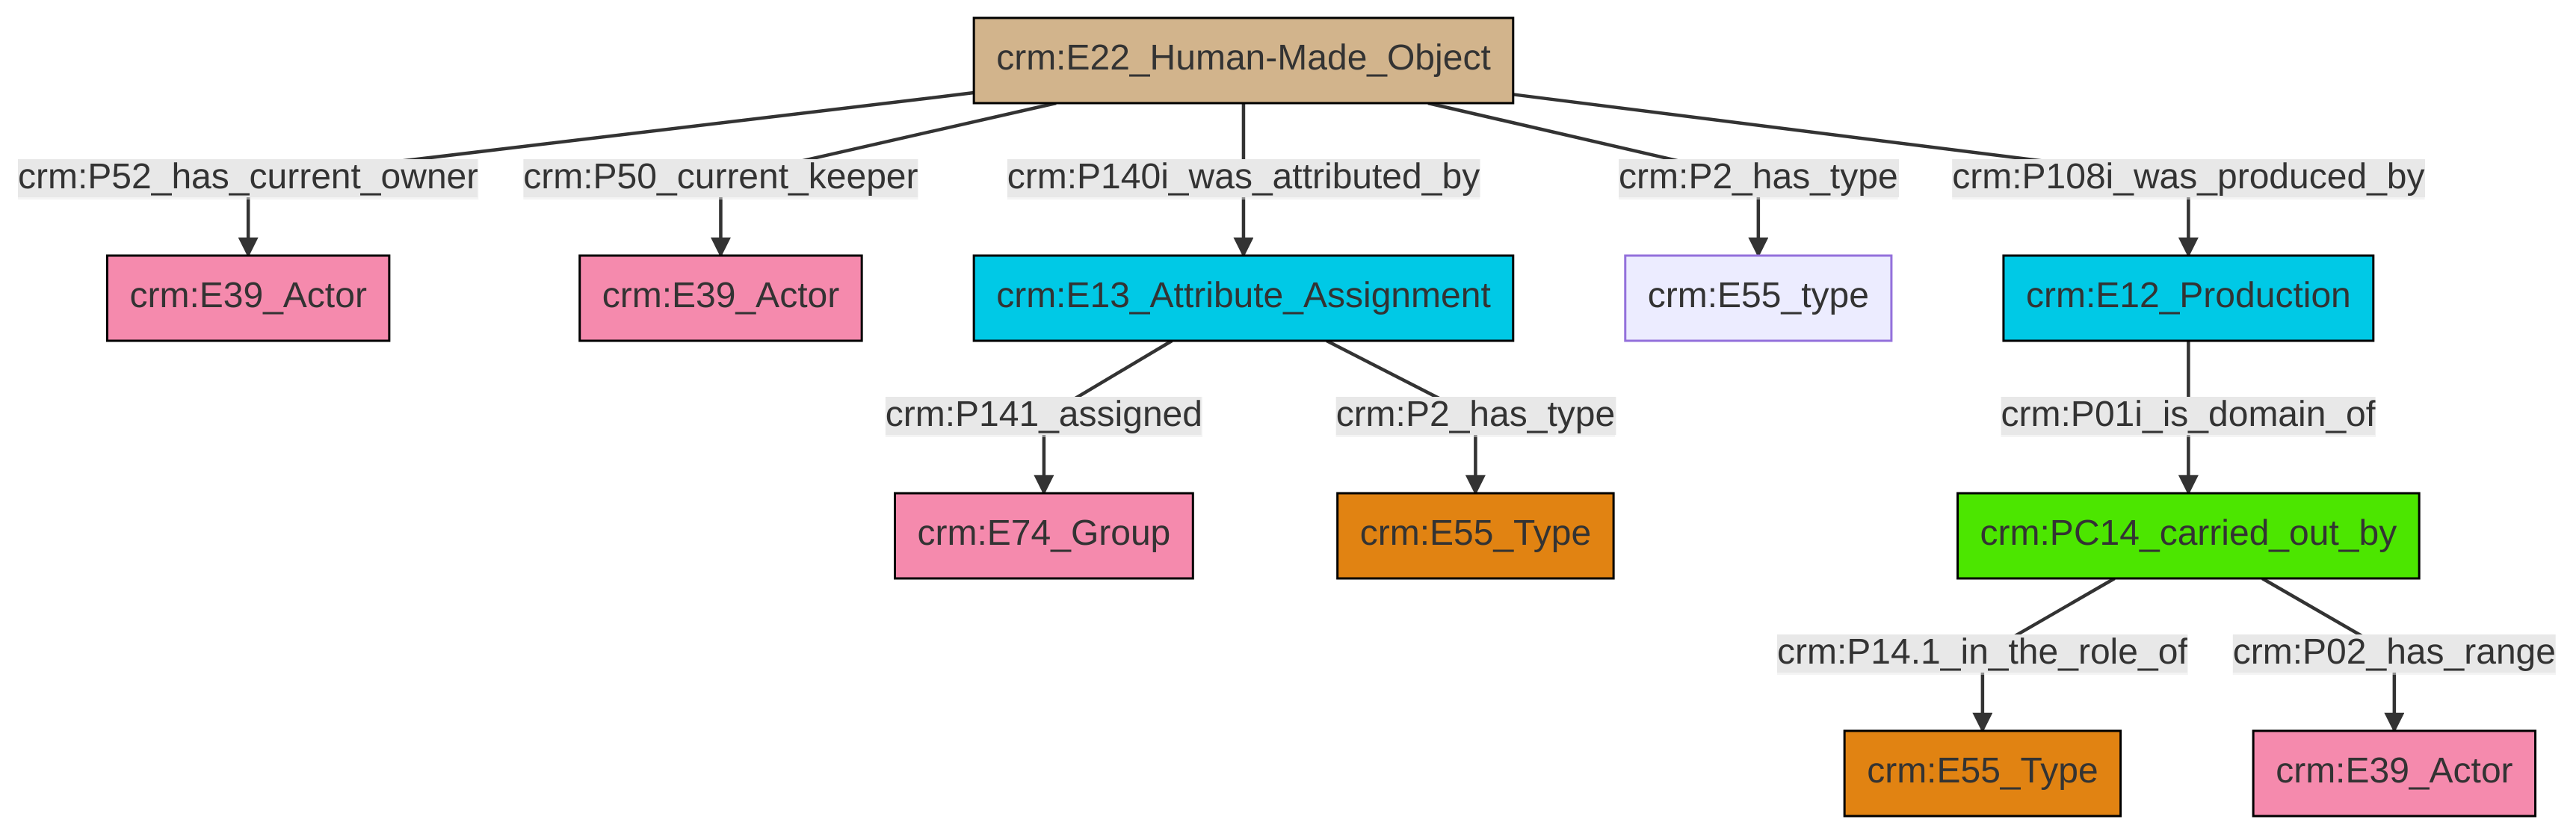 crm:E22_Human-Made_Object
crm:P52_has_current_owner
crm:P50_current_keeper
crm:P140i_was_attributed_by
crm:P2_has_type
crm:P108i_was_produced_by
crm:E39_Actor
crm:E39_Actor
crm:E13_Attribute_Assignment
crm:E55_type
crm:E12_Production
crm:P141_assigned
crm:P2_has_type
crm:P01i_is_domain_of
crm:E74_Group
crm:E55_Type
crm:PC14_carried_out_by
crm:P14.1_in_the_role_of
crm:P02_has_range
crm:E55_Type
crm:E39_Actor